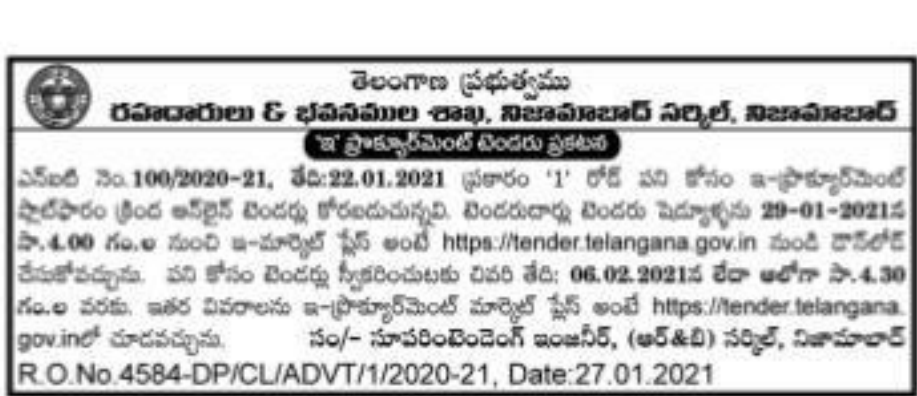 తెలంగాణ ప్రభుత్వము
రహదారులు & భవనముల శాఖ, నిజామాబాద్ సర్కిల్, నిజామాబాద్
'ఇ' ప్రొక్యూర్‌మెంట్ టెండరు ప్రకటన
ఎన్ఐటి నెం.100/2020-21, తేది:22.01.2021 ప్రకారం '1' రోడ్ పని కోసం ఇ-ప్రొక్యూర్‌మెంట్
ప్లాట్‌ఫారం క్రింద ఆన్‌లైన్ టెండర్లు కోరబడుచున్నవి. టెండరుదార్లు టెండరు షెడ్యూళ్ళను 29-01-2021న
సా.4.00 గం.ల నుంచి ఇ-మార్కెట్ ప్లేస్ అంటే https://tender.telangana.gov.in నుండి డౌన్‌లోడ్
చేసుకోవచ్చును. పని కోసం టెండర్లు స్వీకరించుటకు చివరి తేది: 06.02.2021న లేదా ఆలోగా సా.4.30
గం.ల వరకు. ఇతర వివరాలను ఇ-ప్రొక్యూర్‌మెంట్ మార్కెట్ ప్లేస్ అంటే https://tender.telangana.
gov.inలో చూడవచ్చును. సం/- సూపరింటెండెంగ్ ఇంజనీర్, (ఆర్&బి) సర్కిల్, నిజామాబాద్
R.O.No.4584-DP/CL/ADVT/1/2020-21, Date:27.01.2021